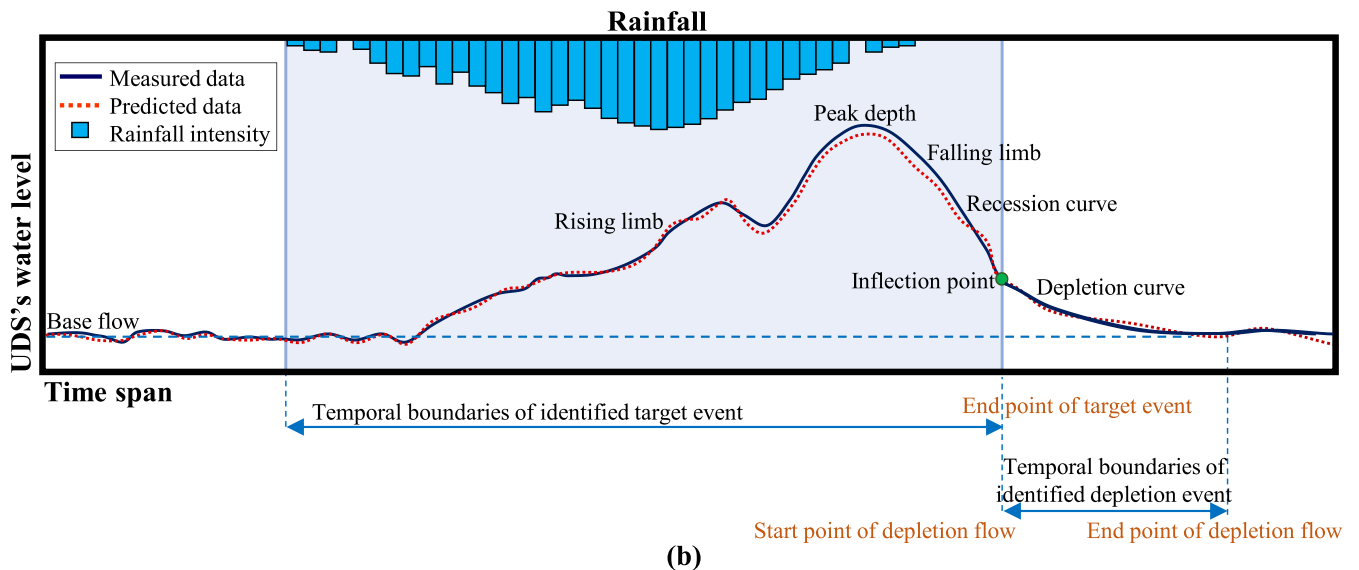 Rainfall
Measured data
Predicted data
Rainfall intensity
Peak depth
Falling limb
Recession curve
Rising limb
Inflection point
Depletion curve
Base flow
UDS's water level
Time span
Temporal boundaries of identified target event
End point of target event
Temporal boundaries of
identified depletion event
Start point of depletion flow
End point of depletion flow
(b)